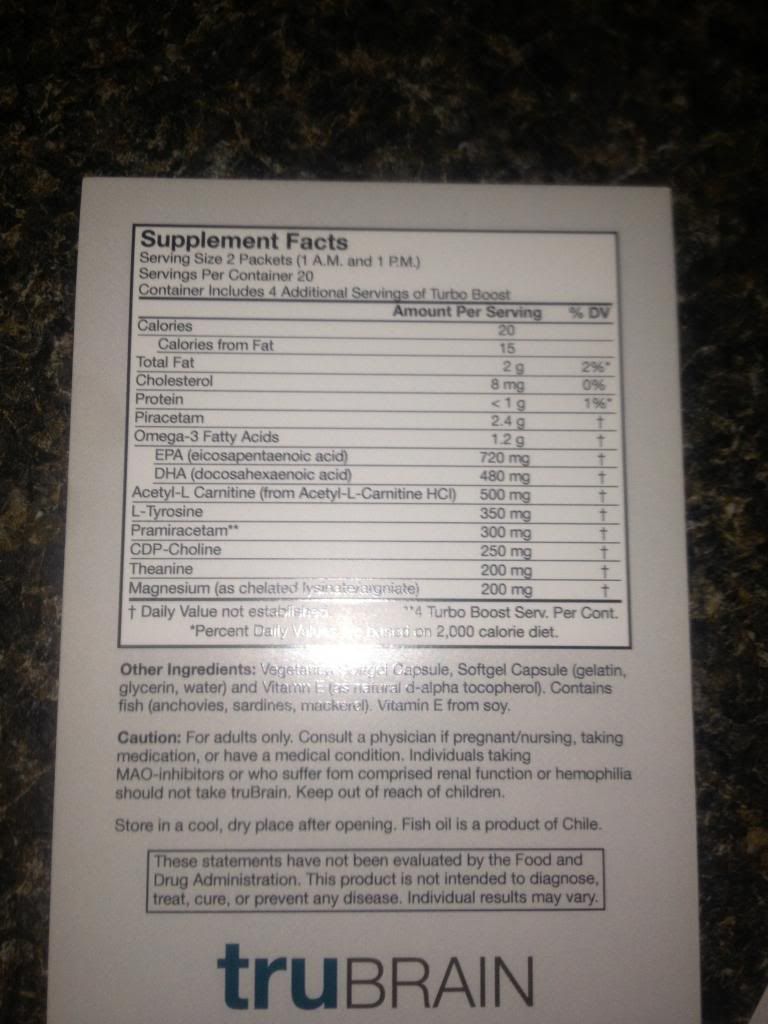 Supplement Facts
Serving Size 2 Packets (1 A.M. and 1 P.M.)
Servings Per Container 20
Container Includes 4 Additional Servings of Turbo Boost
Amount Per Serving % DV
Calories 20
Calories from Fat 15
Total Fat 2 g 2%*
Cholesterol 8 mg 0%
Protein <1 g 1%*
Piracetam 2.4 g †
Omega-3 Fatty Acids 1.2 g †
EPA (eicosapentaenoic acid) 720 mg †
DHA (docosahexaenoic acid) 480 mg †
Acetyl-L Carnitine (from Acetyl-L-Carnitine HCl) 500 mg †
L-Tyrosine 350 mg †
Pramiracetam** 300 mg †
CDP-Choline 250 mg †
Theanine 200 mg †
Magnesium (as chelated 200 mg †
† Daily Value not established. **4 Turbo Boost Serv. Per Cont.
*Percent Daily on 2,000 calorie diet.
Other Ingredients: Capsule, Softgel Capsule (gelatin,
glycerin, water) and Vitamn E (as natural d-alpha tocopherol). Contains
fish (anchovies, sardines, mackerel). Vitamin E from soy.
Caution: For adults only. Consult a physician if pregnant/nursing, taking
medication, or have a medical condition. Individuals taking
MAO-inhibitors or who suffer fom comprised renal function or hemophilia
should not take truBrain. Keep out of reach of children.
Store in a cool, dry place after opening. Fish oil is a product of Chile.
These statements have not been evaluated by the Food and
Drug Administration. This product is not intended to diagnose,
treat, cure, or prevent any disease. Individual results may vary.
truBRAIN